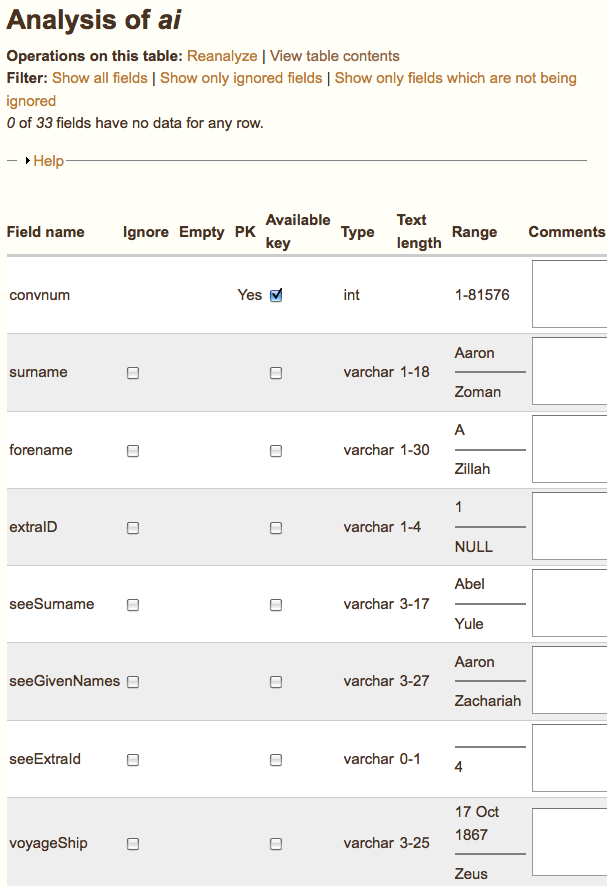 Analysis of ai
Operations on this table: Reanalyze | View table contents
Filter: Show all fields | Show only ignored fields | Show only fields which are not being
ignored
0 of 33 fields have no data for any row.
Help
Field name Ignore Empty PK Available key Type Text length Range Comments
convnum Yes int 1-81576
surname varchar 1-18 Aaron
Zoman
forename varchar 1-30 A
Zillah
extraID varchar 1-4 1
NULL
seeSurname varchar 3-17 Abel
Yule
seeGivenNames varchar 3-27 Aaron
Zachariah
seeExtraId varchar 0-1
4
voyageShip varchar 3-25 17 Oct
1867
Zeus